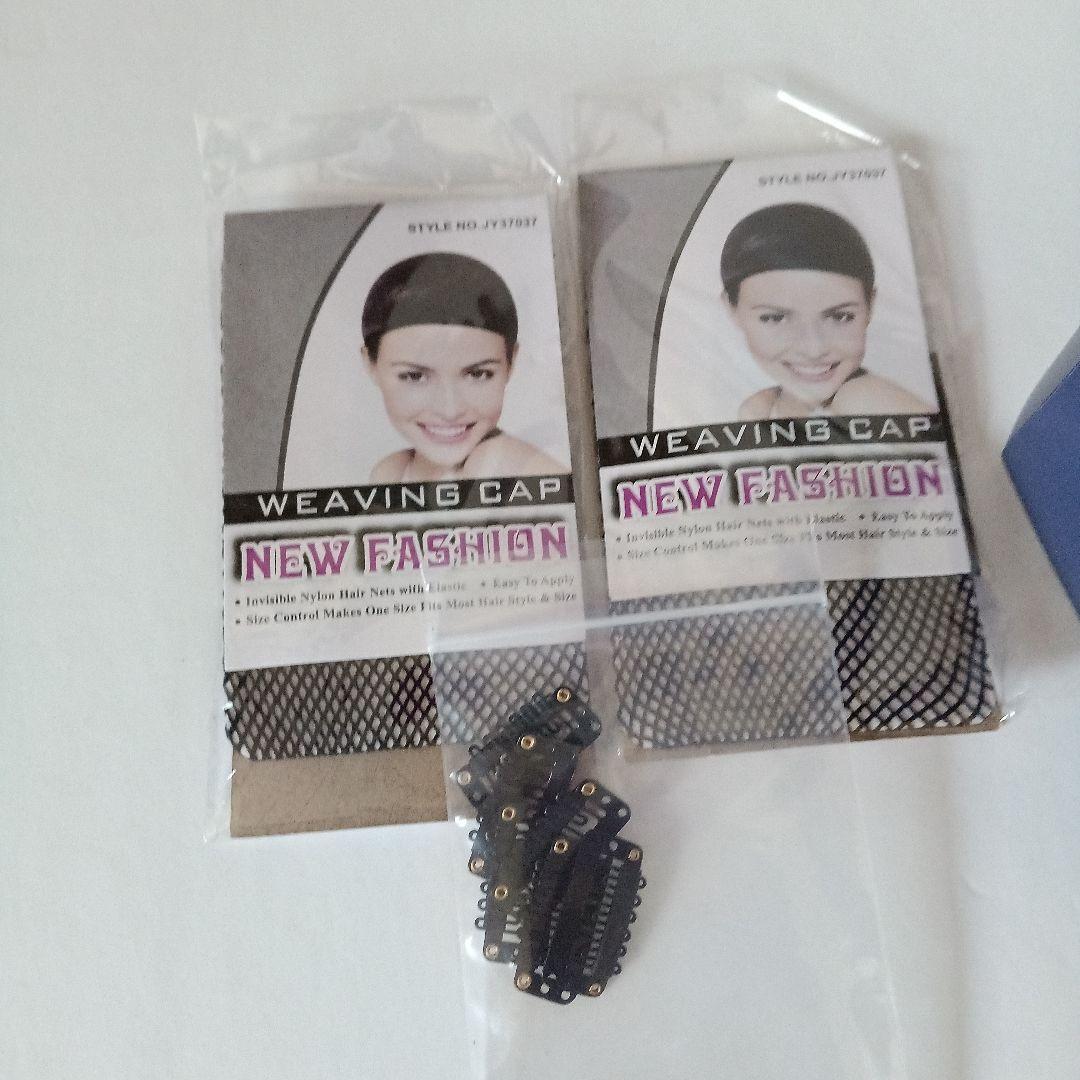 STYLE NO.JY37037
WEAVING CAP
NEW FASHION
• Invisible Nylon Hair Nets with Elastic • Easy To Apply
• Size Control Makes One Size Fits Most Hair Style & Size
STYLE NO.JY37037
WEAVING CAP
NEW FASHION
• Invisible Nylon Hair Nets with Elastic • Easy To Apply
• Size Control Makes One Size Fits Most Hair Style & Size